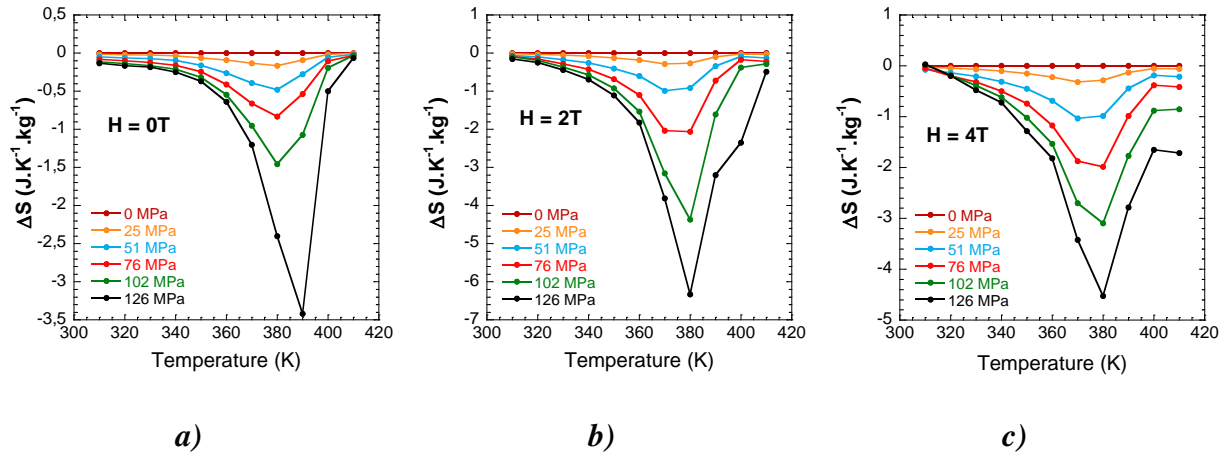 0,5
0
-0,5
-1
-1,5
-2
-2,5
-3
-3,5
ΔS (J.K⁻¹.kg⁻¹)
H = 0T
0 MPa
25 MPa
51 MPa
76 MPa
102 MPa
126 MPa
300 320 340 360 380 400 420
Temperature (K)
a)
1
0
-1
-2
-3
-4
-5
-6
-7
ΔS (J.K⁻¹.kg⁻¹)
H = 2T
0 MPa
25 MPa
51 MPa
76 MPa
102 MPa
126 MPa
300 320 340 360 380 400 420
Temperature (K)
b)
1
0
-1
-2
-3
-4
-5
ΔS (J.K⁻¹.kg⁻¹)
H = 4T
0 MPa
25 MPa
51 MPa
76 MPa
102 MPa
126 MPa
300 320 340 360 380 400 420
Temperature (K)
c)